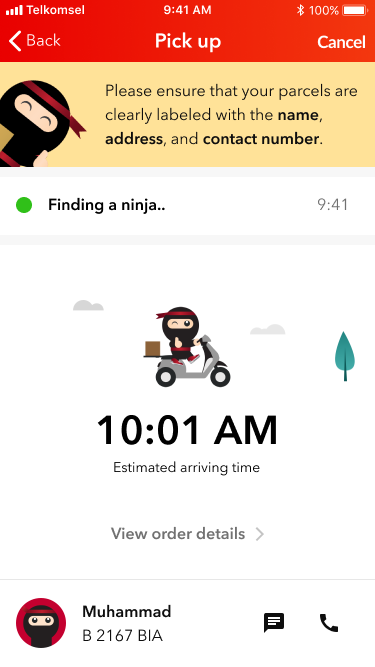 Telkomsel 9:41 AM 100%
Back Pick up Cancel
Please ensure that your parcels are
clearly labeled with the name,
address, and contact number.
Finding a ninja.. 9:41
10:01 AM
Estimated arriving time
View order details
Muhammad
B 2167 BIA